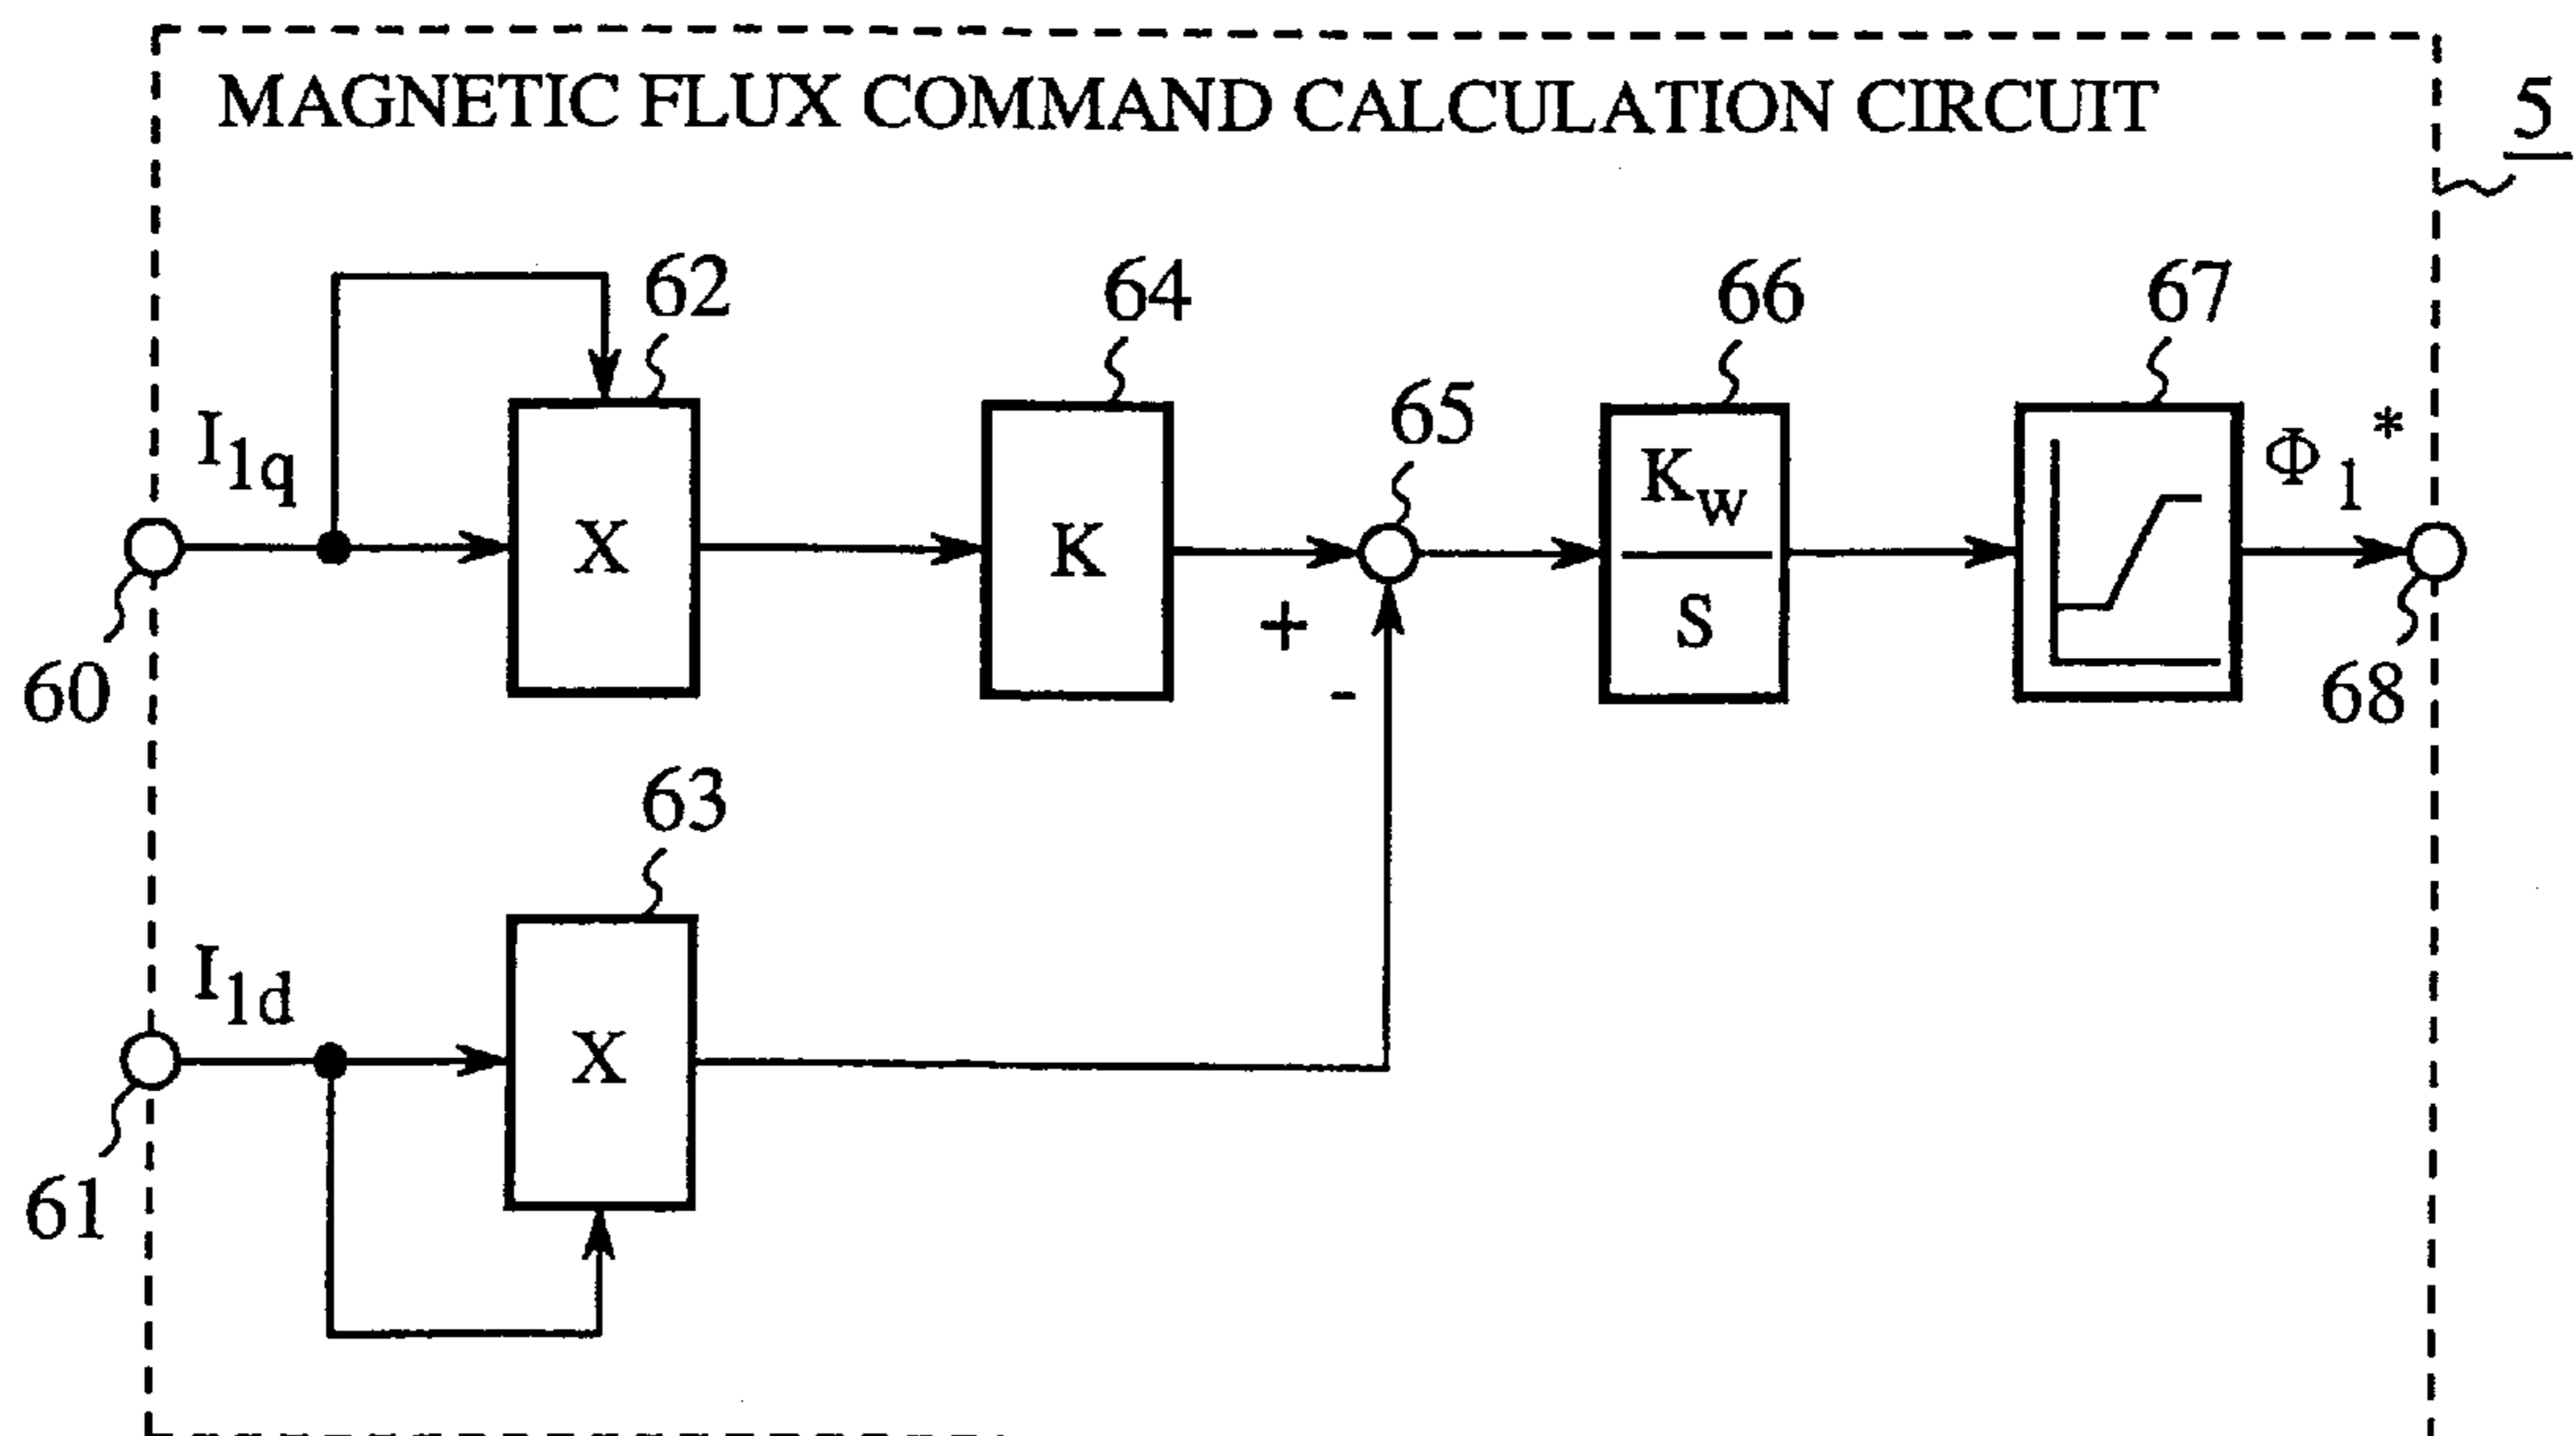 MAGNETIC FLUX COMMAND CALCULATION CIRCUIT
5
62
64
66
67
65
I1q
X
K
+
-
Kw
S
Φ1*
60
68
63
I1d
X
61